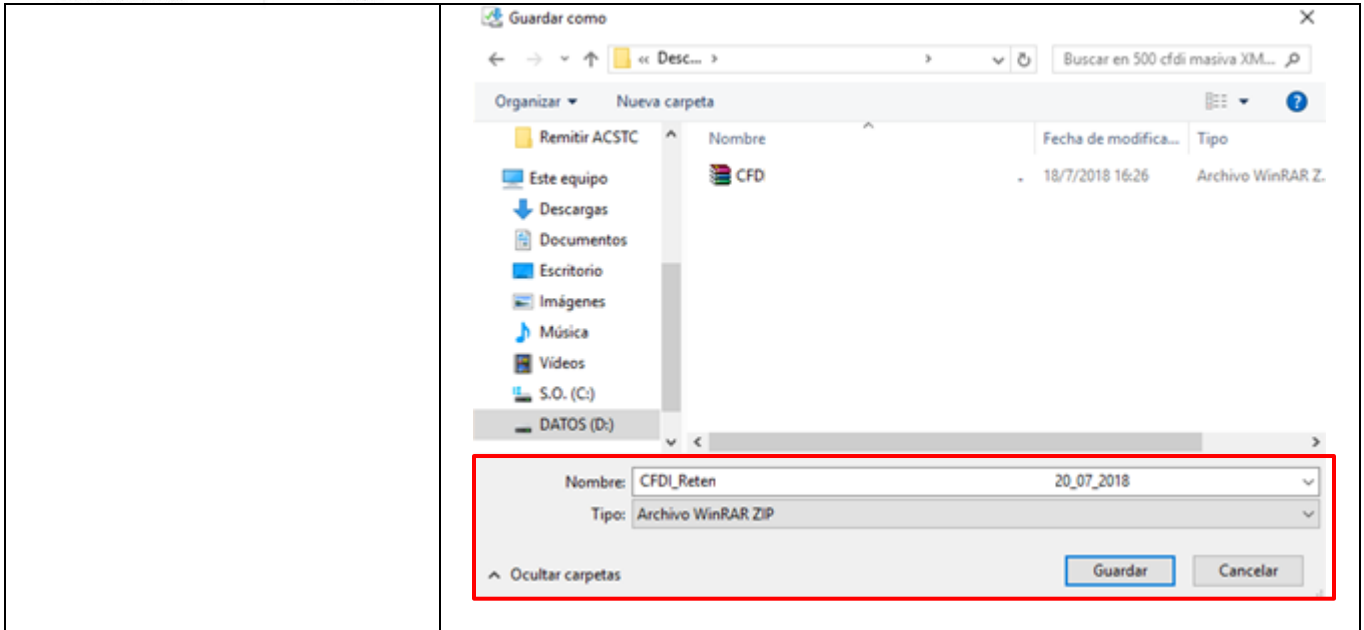 Guardar como
« Desc... › ›
Buscar en 500 cfdi masiva XM...
Organizar Nueva carpeta
Remitir ACSTC
Nombre Fecha de modifica... Tipo
CFD 18/7/2018 16:26 Archivo WinRAR Z.
Este equipo
Descargas
Documentos
Escritorio
Imágenes
Música
Vídeos
S.O. (C:)
DATOS (D:)
Nombre: CFDI_Reten 20_07_2018
Tipo: Archivo WinRAR ZIP
Ocultar carpetas
Guardar Cancelar